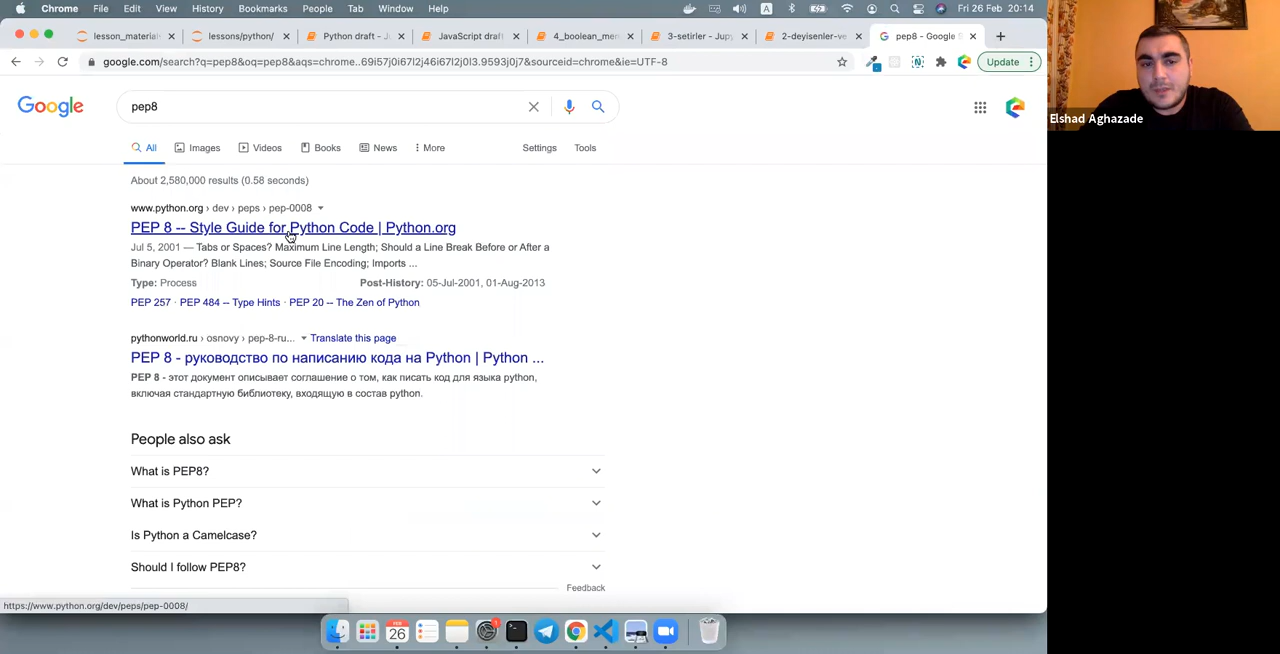 Chrome File Edit View History Bookmarks People Tab Window Help A Fri 26 Feb 20:14
lesson_material lessons/python/ Python draft - Ju JavaScript draft 4_boolean_men 3-setirler - Jup 2-deyisenler-ve pep8 - Google S
google.com/search?q=pep8&oq=pep8&aqs=chrome..69i57j0i67l2j46i67l2j0l3.9593j0j7&sourceid=chrome&ie=UTF-8 Update
Google pep8
All Images Videos Books News More Settings Tools
About 2,580,000 results (0.58 seconds)
www.python.org › dev › peps › pep-0008
PEP 8 -- Style Guide for Python Code | Python.org
Jul 5, 2001 — Tabs or Spaces? Maximum Line Length; Should a Line Break Before or After a
Binary Operator? Blank Lines; Source File Encoding; Imports ...
Type: Process Post-History: 05-Jul-2001, 01-Aug-2013
PEP 257 · PEP 484 -- Type Hints · PEP 20 -- The Zen of Python
pythonworld.ru › osnovy › pep-8-ru... Translate this page
PEP 8 - руководство по написанию кода на Python | Python ...
PEP 8 - этот документ описывает соглашение о том, как писать код для языка python,
включая стандартную библиотеку, входящую в состав python.
People also ask
What is PEP8?
What is Python PEP?
Is Python a Camelcase?
Should I follow PEP8?
Feedback
https://www.python.org/dev/peps/pep-0008/
FEB
26
1
Elshad Aghazade